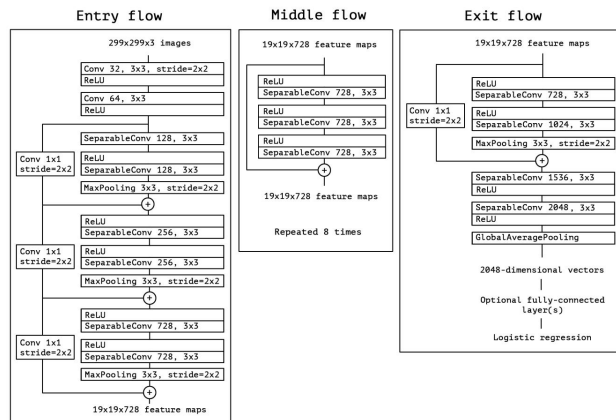 Entry flow
299x299x3 images
Conv 32, 3x3, stride=2x2
ReLU
Conv 64, 3x3
ReLU
Conv 1x1
stride=2x2
SeparableConv 128, 3x3
ReLU
SeparableConv 128, 3x3
MaxPooling 3x3, stride=2x2
+
Conv 1x1
stride=2x2
ReLU
SeparableConv 256, 3x3
ReLU
SeparableConv 256, 3x3
MaxPooling 3x3, stride=2x2
+
Conv 1x1
stride=2x2
ReLU
SeparableConv 728, 3x3
ReLU
SeparableConv 728, 3x3
MaxPooling 3x3, stride=2x2
+
19x19x728 feature maps
Middle flow
19x19x728 feature maps
ReLU
SeparableConv 728, 3x3
ReLU
SeparableConv 728, 3x3
ReLU
SeparableConv 728, 3x3
+
19x19x728 feature maps
Repeated 8 times
Exit flow
19x19x728 feature maps
Conv 1x1
stride=2x2
ReLU
SeparableConv 728, 3x3
ReLU
SeparableConv 1024, 3x3
MaxPooling 3x3, stride=2x2
+
SeparableConv 1536, 3x3
ReLU
SeparableConv 2048, 3x3
ReLU
GlobalAveragePooling
2048-dimensional vectors
Optional fully-connected
layer(s)
Logistic regression